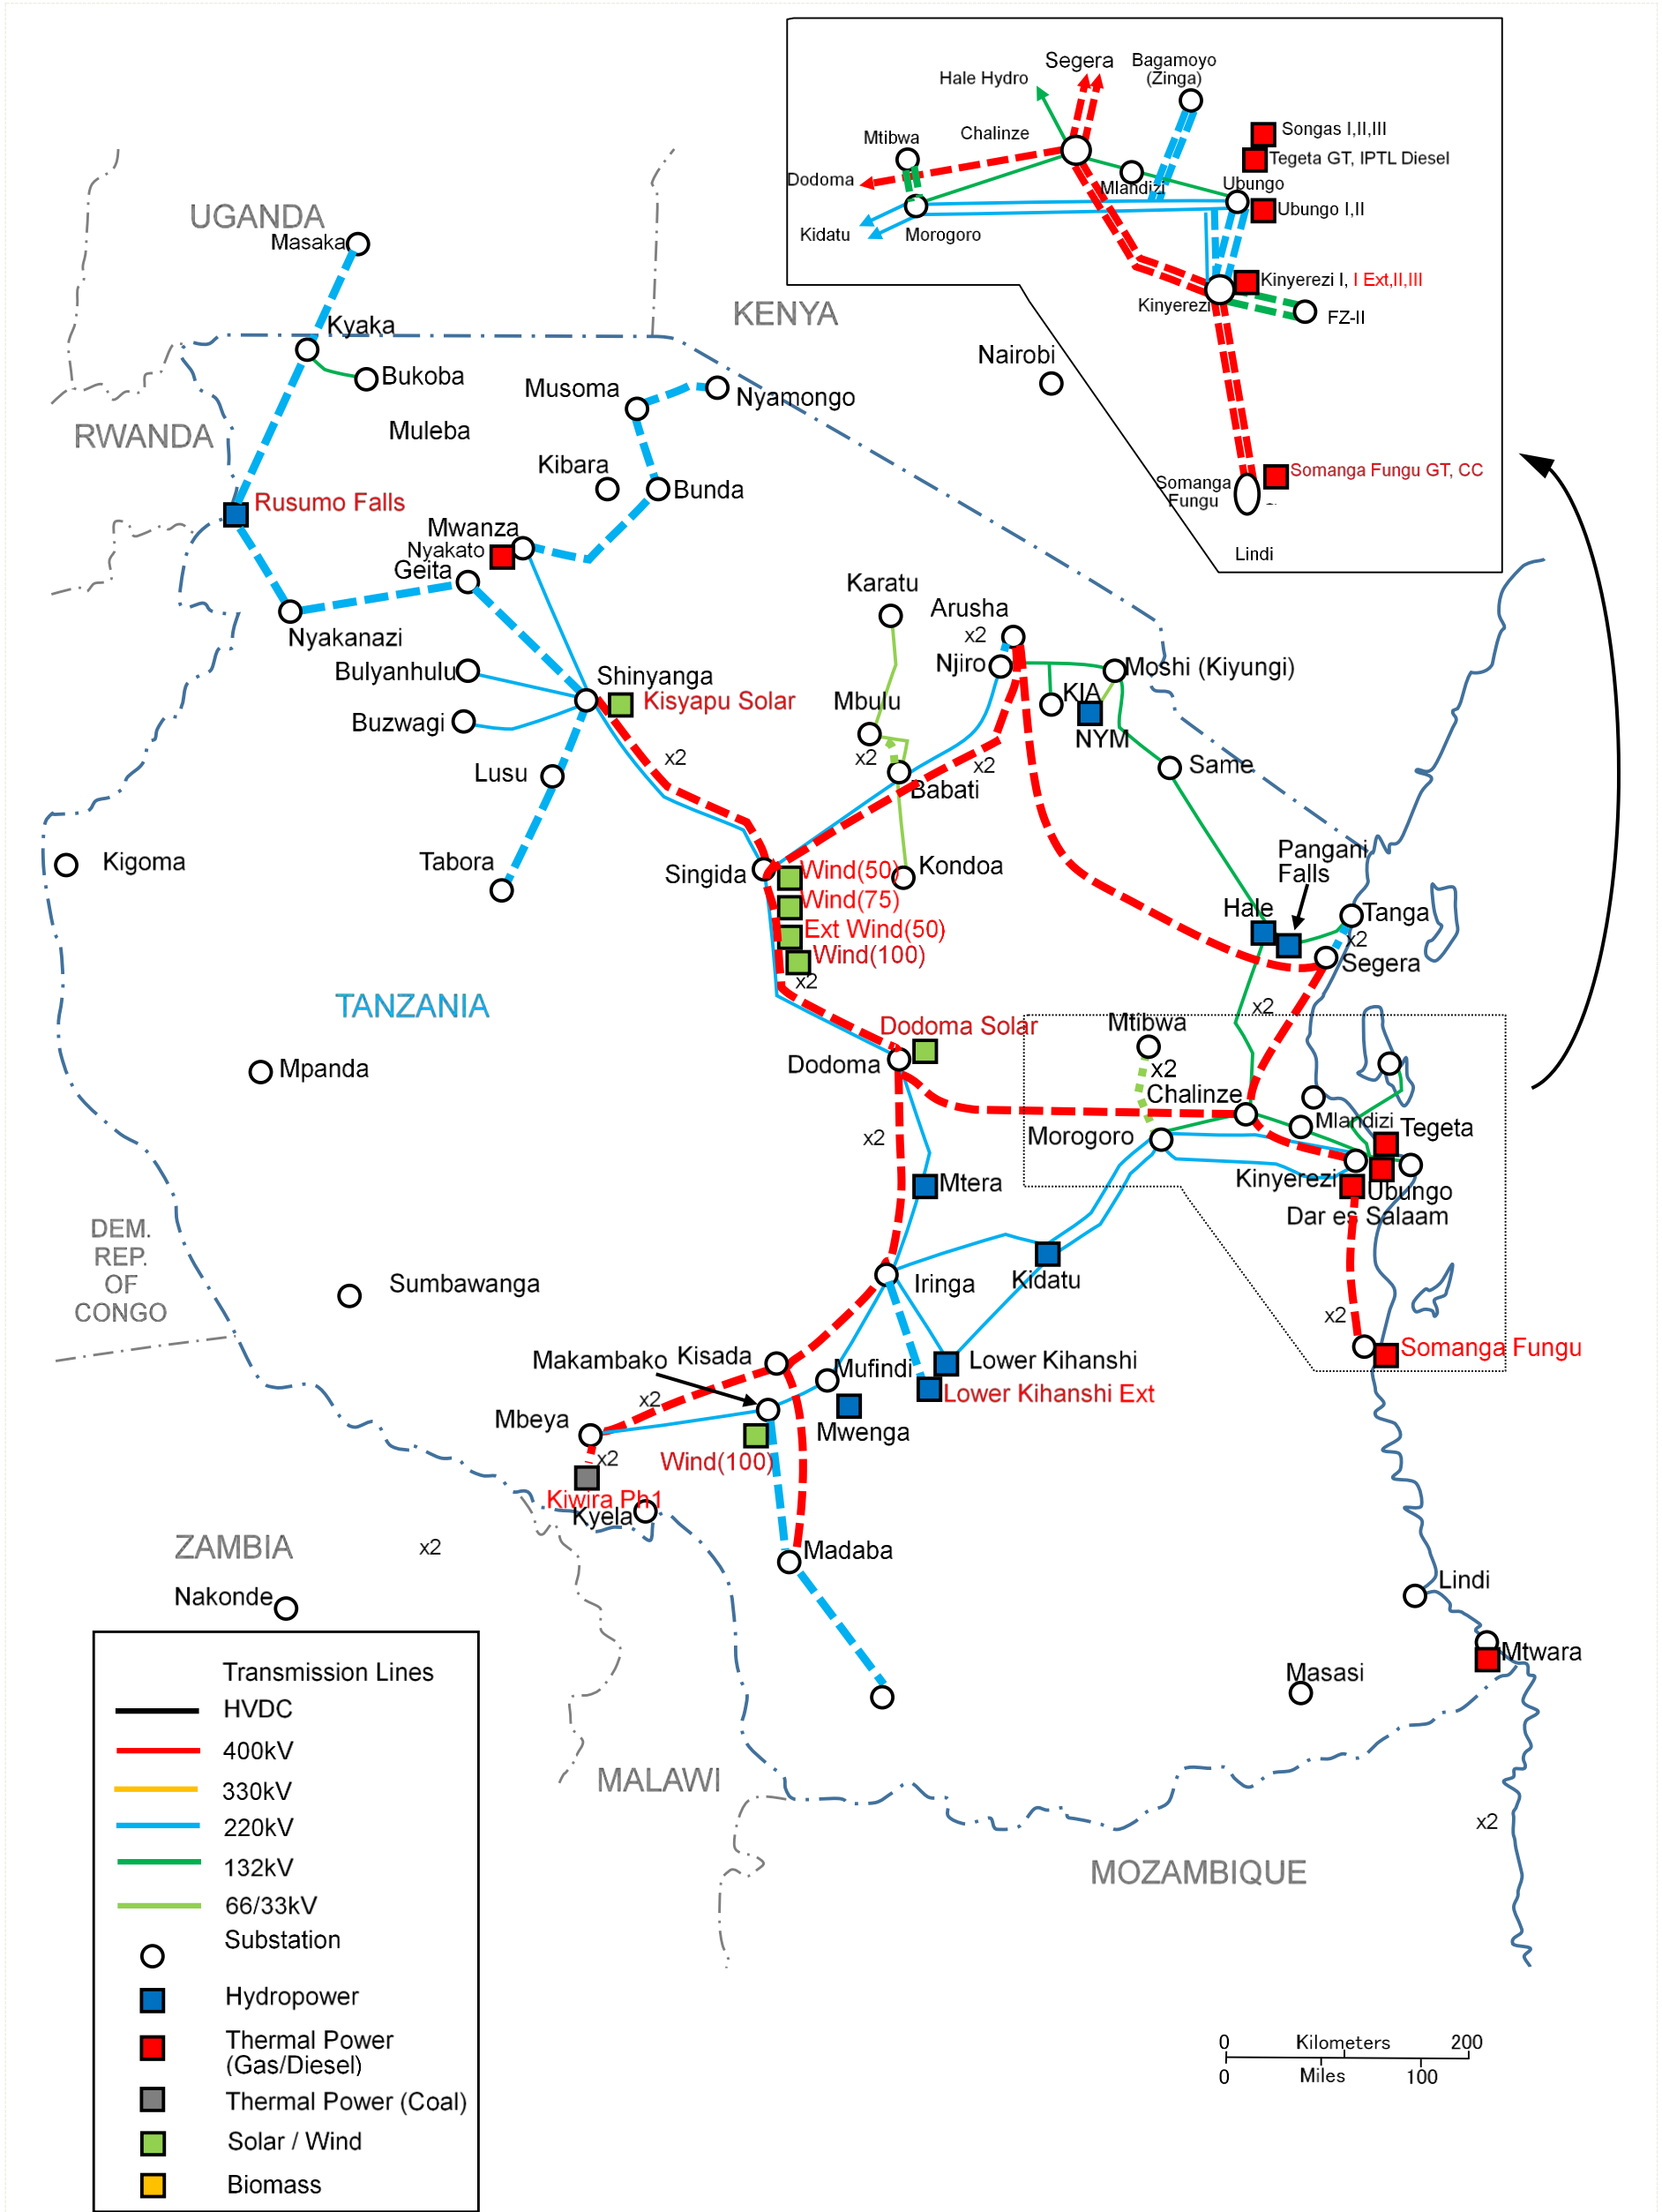 Segera
Bagamoyo
(Zinga)
Hale Hydro
Songas I,II,III
Chalinze
Mtibwa
Tegeta GT, IPTL Diesel
Dodoma
Mlandizi
Ubungo
Ubungo I,II
Kidatu
Morogoro
Kinyerezi I, I Ext,II,III
Kinyerezi
FZ-II
Somanga Fungu GT, CC
Somanga
Fungu
Lindi
UGANDA
Masaka
KENYA
Kyaka
Nairobi
Bukoba
Musoma
Nyamongo
Muleba
RWANDA
Kibara
Bunda
Rusumo Falls
Mwanza
Nyakato
Geita
Karatu
Arusha
x2
Nyakanazi
Njiro
Moshi (Kiyungi)
Bulyanhulu
Shinyanga
KIA
Kisyapu Solar
Mbulu
Buzwagi
NYM
x2
x2
x2
Same
Lusu
Babati
Kigoma
Tabora
Singida
Wind(50)
Kondoa
Pangani
Falls
Wind(75)
Hale
Tanga
Ext Wind(50)
x2
Wind(100)
Segera
x2
TANZANIA
x2
Dodoma Solar
Mtibwa
Dodoma
x2
Mpanda
Chalinze
Mlandizi
Tegeta
Morogoro
x2
Kinyerezi
Mtera
Ubungo
Dar es Salaam
DEM.
REP.
OF
CONGO
Sumbawanga
Iringa
Kidatu
x2
Makambako
Kisada
Mufindi
Lower Kihanshi
Somanga Fungu
Lower Kihanshi Ext
x2
Mbeya
Mwenga
x2
Wind(100)
Kiwira Ph1
Kyela
ZAMBIA
x2
Madaba
Nakonde
Lindi
Mtwara
Masasi
Transmission Lines
HVDC
400kV
330kV
220kV
132kV
66/33kV
Substation
Hydropower
Thermal Power
(Gas/Diesel)
Thermal Power (Coal)
Solar / Wind
Biomass
MALAWI
x2
MOZAMBIQUE
0 Kilometers 200
0 Miles 100